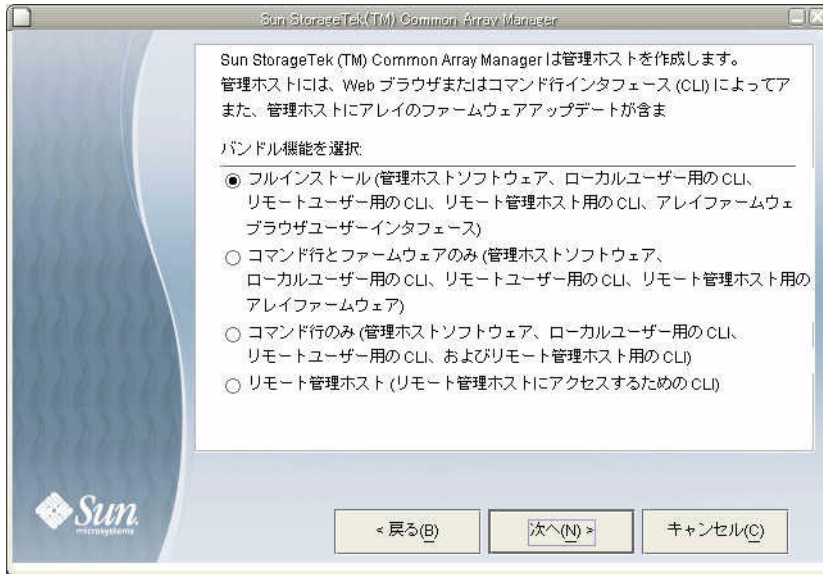 Sun StorageTek(TM) Common Array Manager
Sun StorageTek (TM) Common Array Managerは管理ホストを作成します。
管理ホストには、Web ブラウザまたはコマンド行インタフェース (CLI) によってア
また、管理ホストにアレイのファームウェアアップデートが含ま
バンドル機能を選択:
フルインストール (管理ホストソフトウェア、ローカルユーザー用の CLI、
リモートユーザー用の CLI、リモート管理ホスト用の CLI、アレイファームウェ
ブラウザユーザーインタフェース)
コマンド行とファームウェアのみ (管理ホストソフトウェア、
ローカルユーザー用の CLI、リモートユーザー用の CLI、リモート管理ホスト用の
アレイファームウェア)
コマンド行のみ (管理ホストソフトウェア、ローカルユーザー用の CLI、
リモートユーザー用の CLI、およびリモート管理ホスト用の CLI)
リモート管理ホスト (リモート管理ホストにアクセスするための CLI)
Sun
microsystems
< 戻る(B)
次へ(N) >
キャンセル(C)